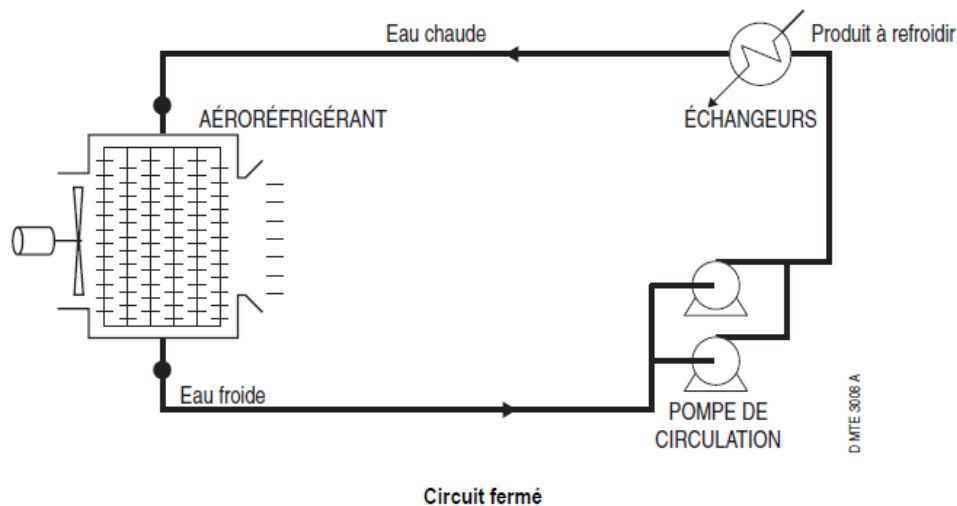 Eau chaude
Produit à refroidir
AÉRORÉFRIGÉRANT
ÉCHANGEURS
Eau froide
POMPE DE
CIRCULATION
D MTE 3008 A
Circuit fermé